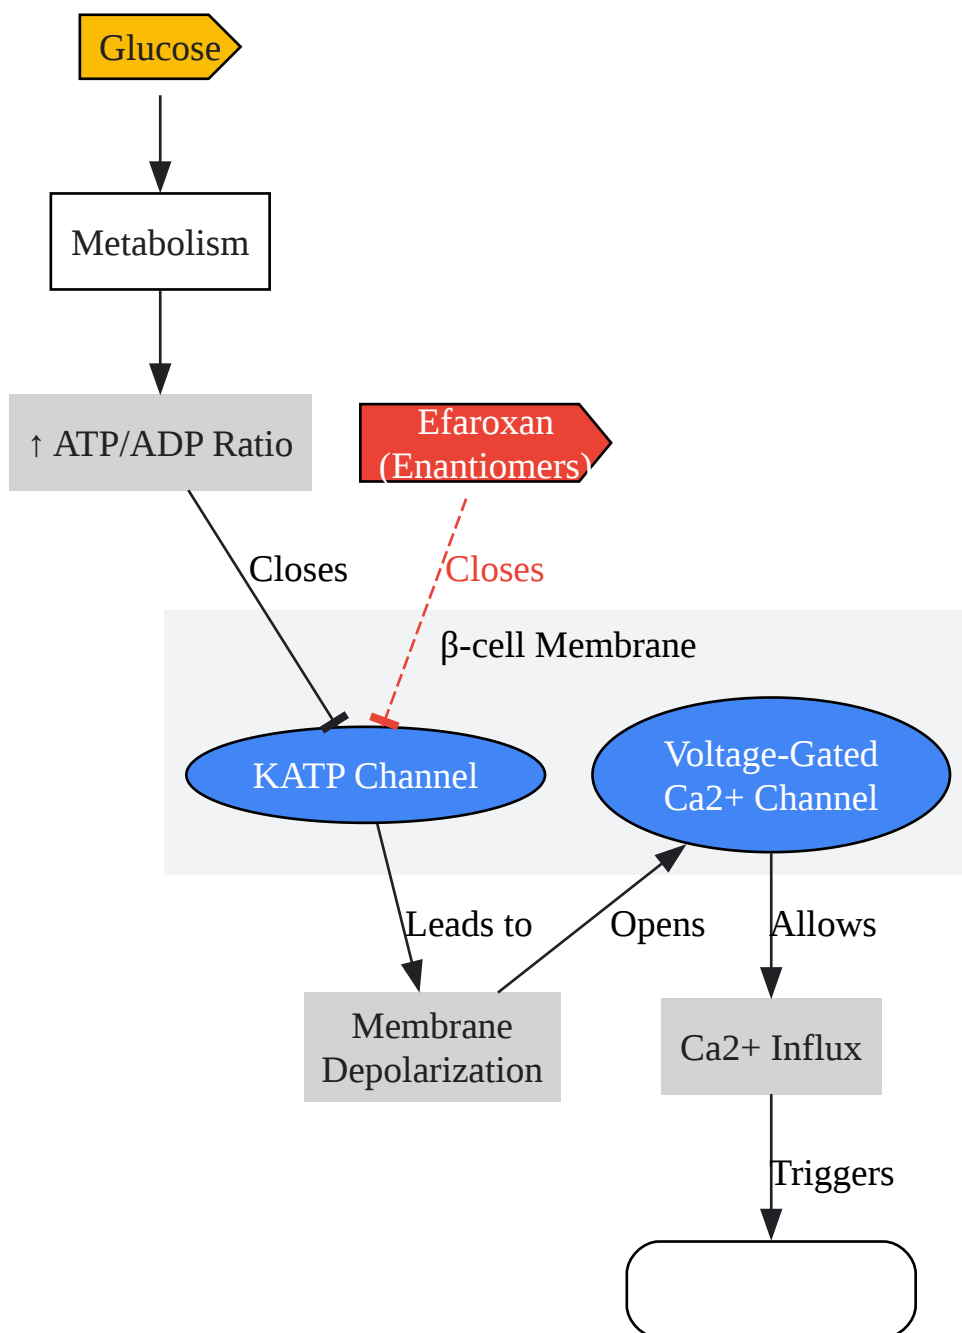 Glucose
Metabolism
↑ ATP/ADP Ratio
Efaroxan
(Enantiomers)
Closes
Closes
β-cell Membrane
KATP Channel
Voltage-Gated
Ca2+ Channel
Leads to
Opens
Allows
Membrane
Depolarization
Ca2+ Influx
Triggers